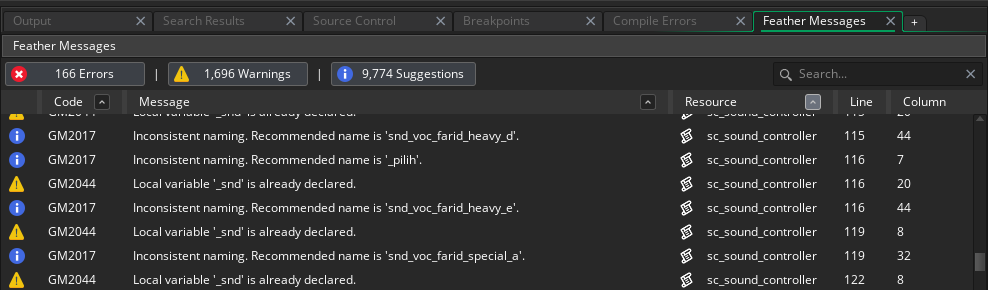 Output Search Results Source Control Breakpoints Compile Errors Feather Messages +
Feather Messages
166 Errors | 1,696 Warnings | 9,774 Suggestions Search...
Code Message Resource Line Column
GM2044 Local variable '_snd' is already declared. sc_sound_controller 115 20
GM2017 Inconsistent naming. Recommended name is 'snd_voc_farid_heavy_d'. sc_sound_controller 115 44
GM2017 Inconsistent naming. Recommended name is '_pilih'. sc_sound_controller 116 7
GM2044 Local variable '_snd' is already declared. sc_sound_controller 116 20
GM2017 Inconsistent naming. Recommended name is 'snd_voc_farid_heavy_e'. sc_sound_controller 116 44
GM2044 Local variable '_snd' is already declared. sc_sound_controller 119 8
GM2017 Inconsistent naming. Recommended name is 'snd_voc_farid_special_a'. sc_sound_controller 119 32
GM2044 Local variable '_snd' is already declared. sc_sound_controller 122 8